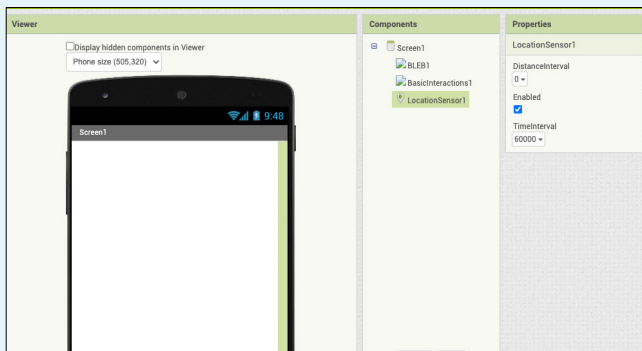 Viewer
Display hidden components in Viewer
Phone size (505,320)
9:48
Screen1
Components
Screen1
BLEB1
BasicInteractions1
LocationSensor1
Properties
LocationSensor1
DistanceInterval
0
Enabled
TimeInterval
60000